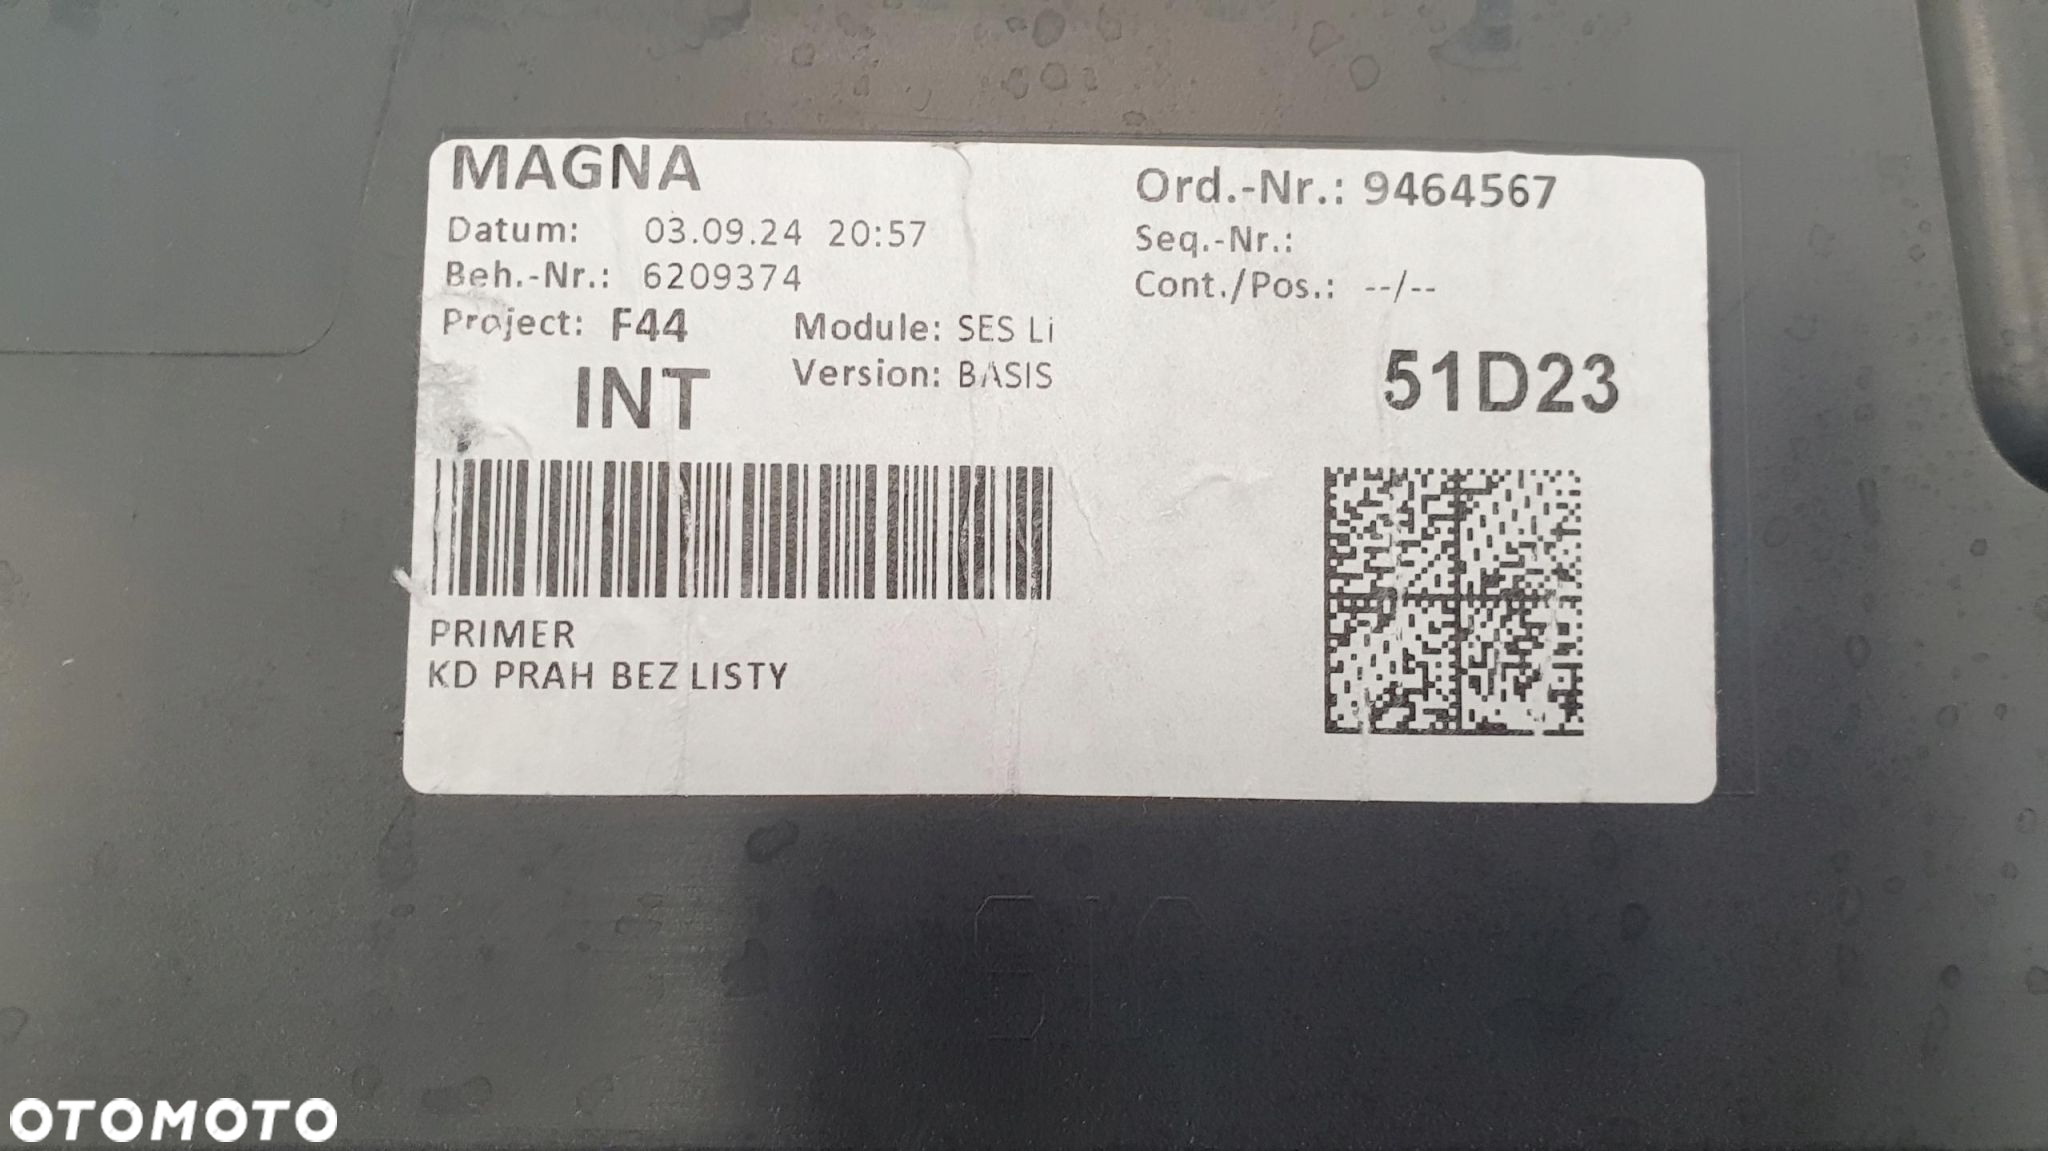 MAGNA
Datum: 03.09.24 20:57
Beh.-Nr.: 6209374
Project: F44
Module: SES Li
Version: BASIS
INT
Ord.-Nr.: 9464567
Seq.-Nr.:
Cont./Pos.: --/--
51D23
PRIMER
KD PRAH BEZ LISTY
OTOMOTO